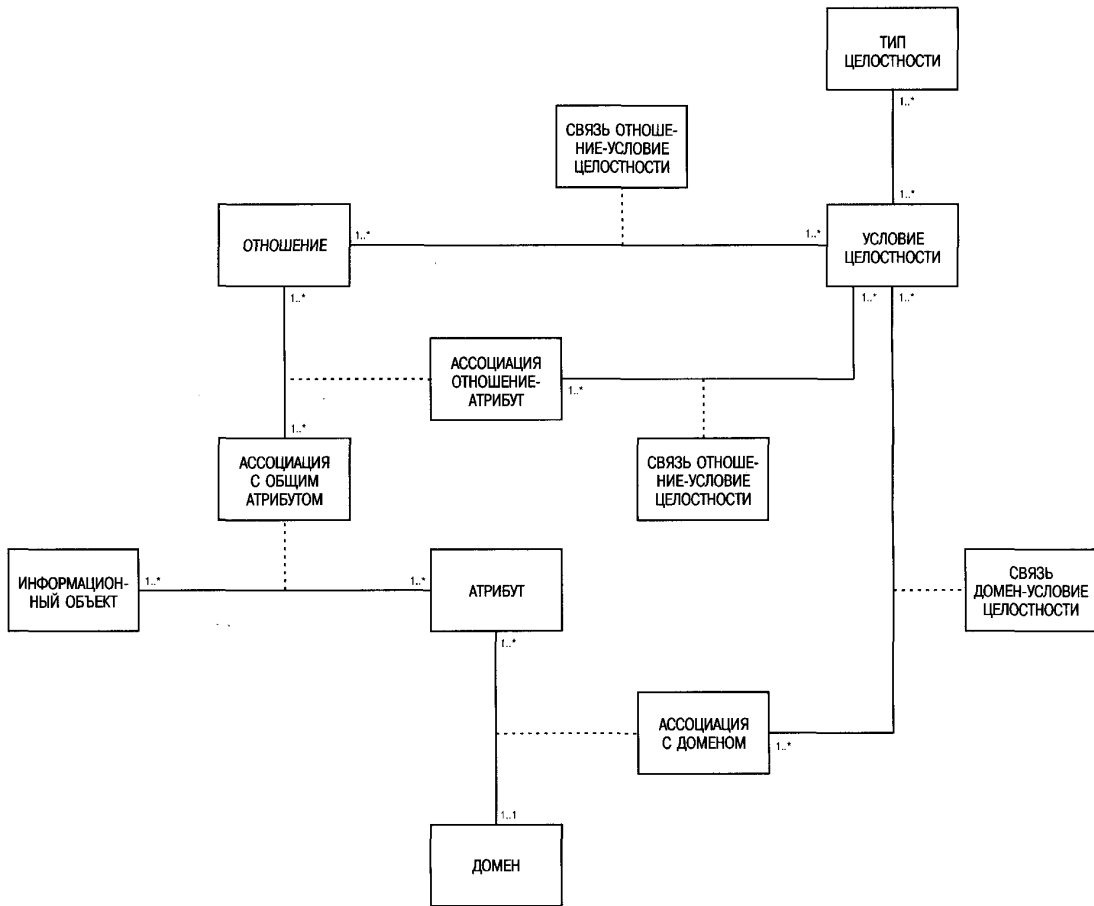 ТИП
ЦЕЛОСТНОСТИ
1..*
СВЯЗЬ ОТНОШЕ-
НИЕ-УСЛОВИЕ
ЦЕЛОСТНОСТИ
1..*
ОТНОШЕНИЕ
1..*
1..*
УСЛОВИЕ
ЦЕЛОСТНОСТИ
1..*
1..*
1..*
АССОЦИАЦИЯ
ОТНОШЕНИЕ-
АТРИБУТ
1..*
1..*
АССОЦИАЦИЯ
С ОБЩИМ
АТРИБУТОМ
СВЯЗЬ ОТНОШЕ-
НИЕ-УСЛОВИЕ
ЦЕЛОСТНОСТИ
ИНФОРМАЦИОН-
НЫЙ ОБЪЕКТ
1..*
1..*
АТРИБУТ
СВЯЗЬ
ДОМЕН-УСЛОВИЕ
ЦЕЛОСТНОСТИ
1..*
АССОЦИАЦИЯ
С ДОМЕНОМ
1..*
1..1
ДОМЕН